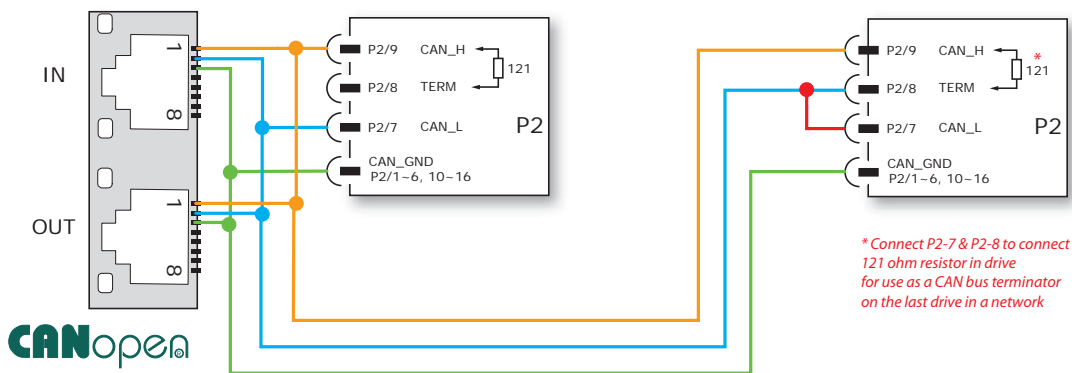 IN
1
8
OUT
1
8
CANopen
P2/9 CAN_H
121
P2/8 TERM
P2/7 CAN_L
P2
CAN_GND
P2/1~6, 10~16
P2/9 CAN_H
*
121
P2/8 TERM
P2/7 CAN_L
P2
CAN_GND
P2/1~6, 10~16
* Connect P2-7 & P2-8 to connect
121 ohm resistor in drive
for use as a CAN bus terminator
on the last drive in a network